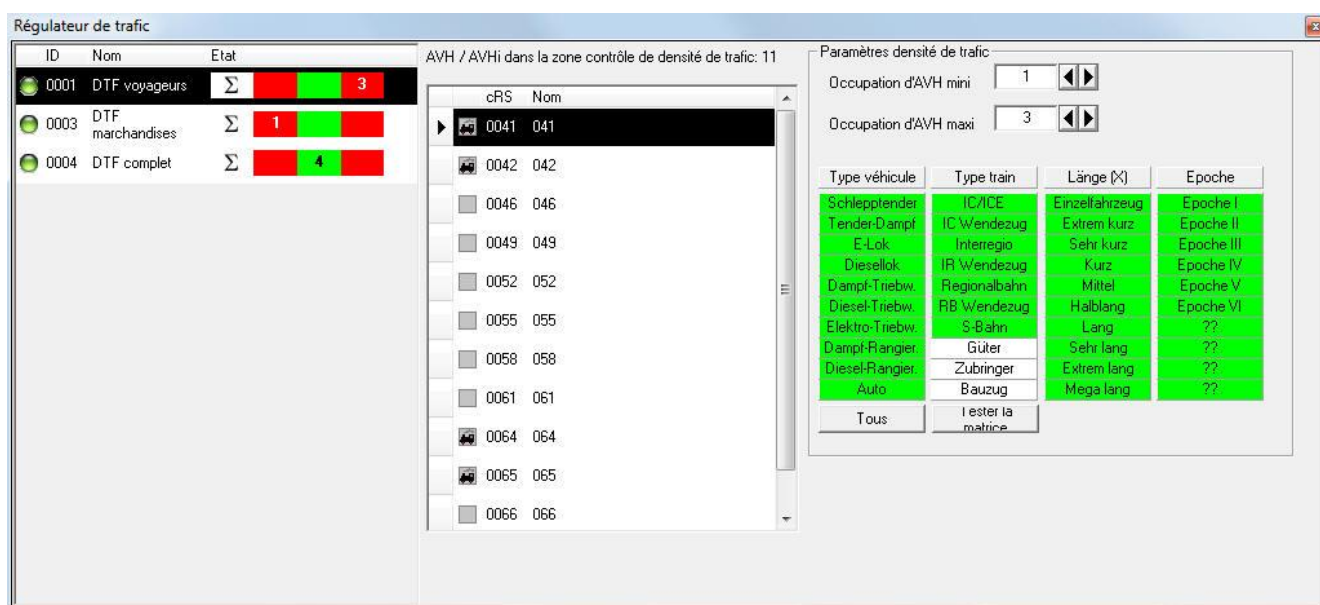 Régulateur de trafic
ID Nom Etat
0001 DTF voyageurs Σ 3
0003 DTF marchandises Σ 1
0004 DTF complet Σ 4
AVH / AVHi dans la zone contrôle de densité de trafic: 11
cRS Nom
0041 041
0042 042
0046 046
0049 049
0052 052
0055 055
0058 058
0061 061
0064 064
0065 065
0066 066
Paramètres densité de trafic
Occupation d'AVH mini 1
Occupation d'AVH maxi 3
Type véhicule Type train Länge (X) Epoche
Schlepptender IC/ICE Einzelfahrzeug Epoche I
Tender-Dampf IC Wendezug Extrem kurz Epoche II
E-Lok Interregio Sehr kurz Epoche III
Diesellok IR Wendezug Kurz Epoche IV
Dampf-Triebw. Regionalbahn Mittel Epoche V
Diesel-Triebw. RB Wendezug Halblang Epoche VI
Elektro-Triebw. S-Bahn Lang ??
Dampf-Rangier. Güter Sehr lang ??
Diesel-Rangier. Zubringer Extrem lang ??
Auto Bauzug Mega lang ??
Tous Tester la matrice